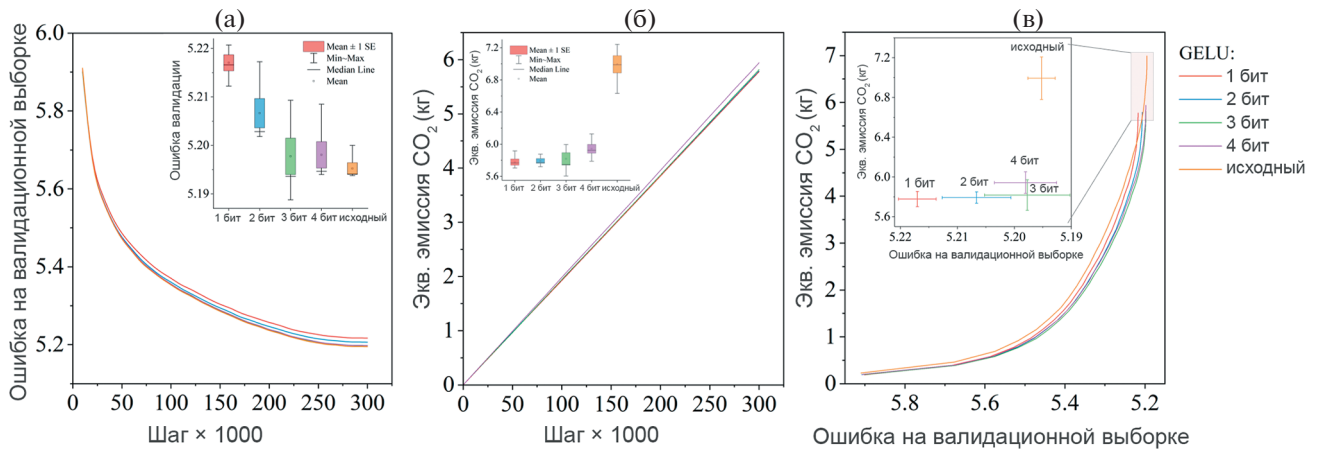 (а)
Ошибка на валидационной выборке
6.0
5.8
5.6
5.4
5.2
0 50 100 150 200 250 300
Шаг × 1000
Ошибка валидации
5.22
5.21
5.20
5.19
1 бит 2 бит 3 бит 4 бит исходный
Mean ± 1 SE
Min~Max
Median Line
Mean
(б)
Экв. эмиссия CO2 (кг)
6
5
4
3
2
1
0
0 50 100 150 200 250 300
Шаг × 1000
Экв. эмиссия CO2 (кг)
7.2
6.8
6.4
6.0
5.6
1 бит 2 бит 3 бит 4 бит исходный
Mean ± 1 SE
Min~Max
Median Line
Mean
(в)
Экв. эмиссия CO2 (кг)
7
6
5
4
3
2
1
0
5.8 5.6 5.4 5.2
Ошибка на валидационной выборке
Экв. эмиссия CO2 (кг)
7.2
6.8
6.4
6.0
5.6
5.22 5.21 5.20 5.19
Ошибка на валидационной выборке
исходный
1 бит
2 бит
4 бит
3 бит
GELU:
1 бит
2 бит
3 бит
4 бит
исходный